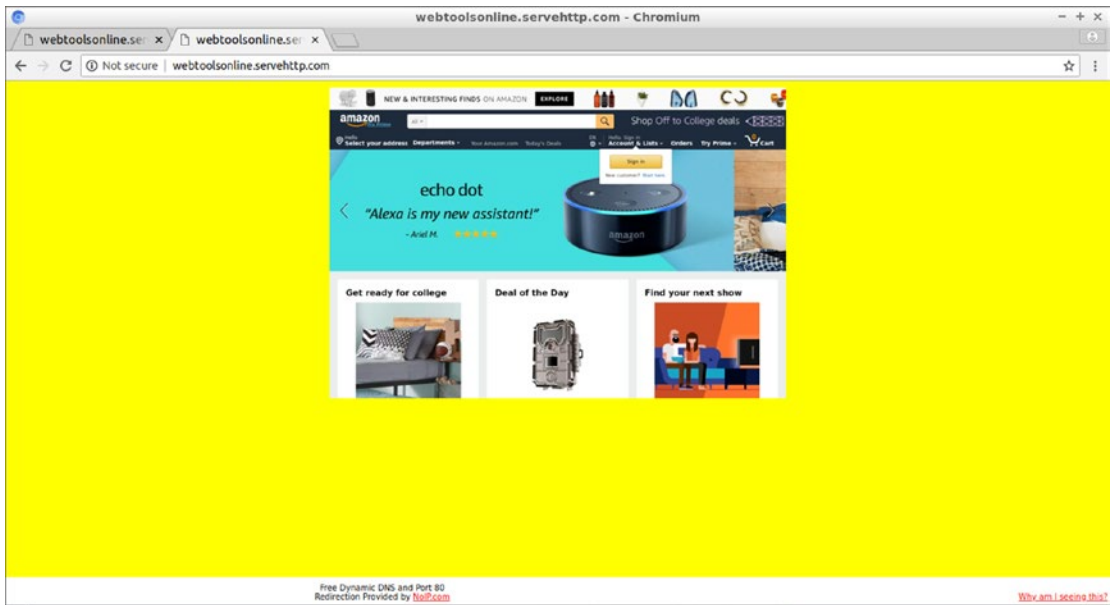 webtoolsonline.servehttp.com - Chromium
webtoolsonline.ser
webtoolsonline.ser
Not secure | webtoolsonline.servehttp.com
NEW & INTERESTING FINDS ON AMAZON EXPLORE
amazon
All
Shop Off to College deals
Hello
Select your address
Departments
Your Amazon.com
Today's Deals
EN
Hello. Sign in
Account & Lists
Orders
Try Prime
0
Cart
Sign in
New customer? Start here.
echo dot
"Alexa is my new assistant!"
- Ariel M.
amazon
Get ready for college
Deal of the Day
Find your next show
Free Dynamic DNS and Port 80
Redirection Provided by NoIP.com
Why am I seeing this?